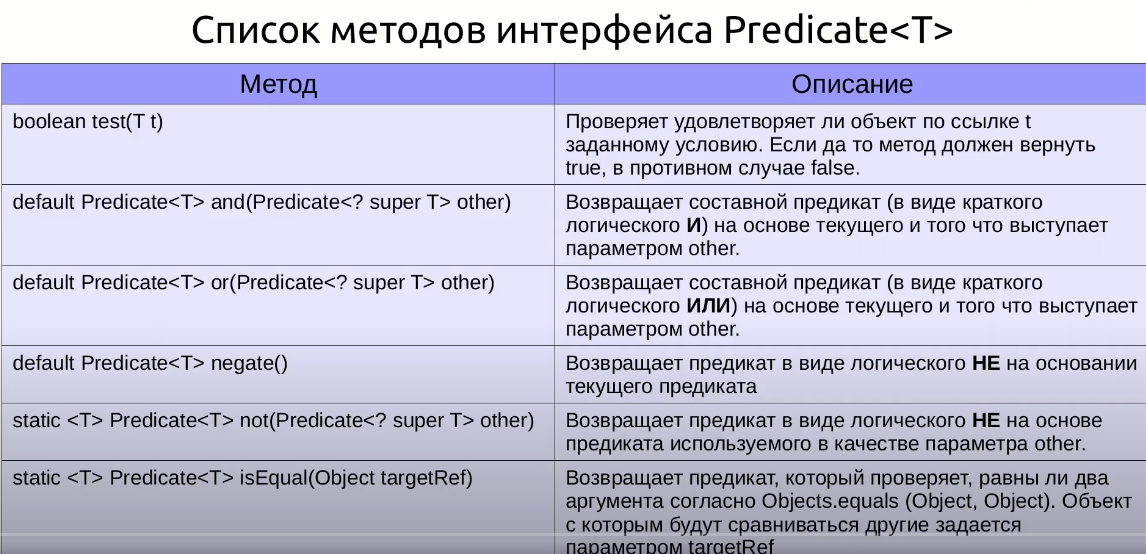 Список методов интерфейса Predicate<T>
Метод
Описание
boolean test(T t)
Проверяет удовлетворяет ли объект по ссылке t
заданному условию. Если да то метод должен вернуть
true, в противном случае false.
default Predicate<T> and(Predicate<? super T> other)
Возвращает составной предикат (в виде краткого
логического И) на основе текущего и того что выступает
параметром other.
default Predicate<T> or(Predicate<? super T> other)
Возвращает составной предикат (в виде краткого
логического ИЛИ) на основе текущего и того что выступает
параметром other.
default Predicate<T> negate()
Возвращает предикат в виде логического НЕ на основании
текущего предиката
static <T> Predicate<T> not(Predicate<? super T> other)
Возвращает предикат в виде логического НЕ на основе
предиката используемого в качестве параметра other.
static <T> Predicate<T> isEqual(Object targetRef)
Возвращает предикат, который проверяет, равны ли два
аргумента согласно Objects.equals (Object, Object). Объект
с которым будут сравниваться другие задается
параметром targetRef